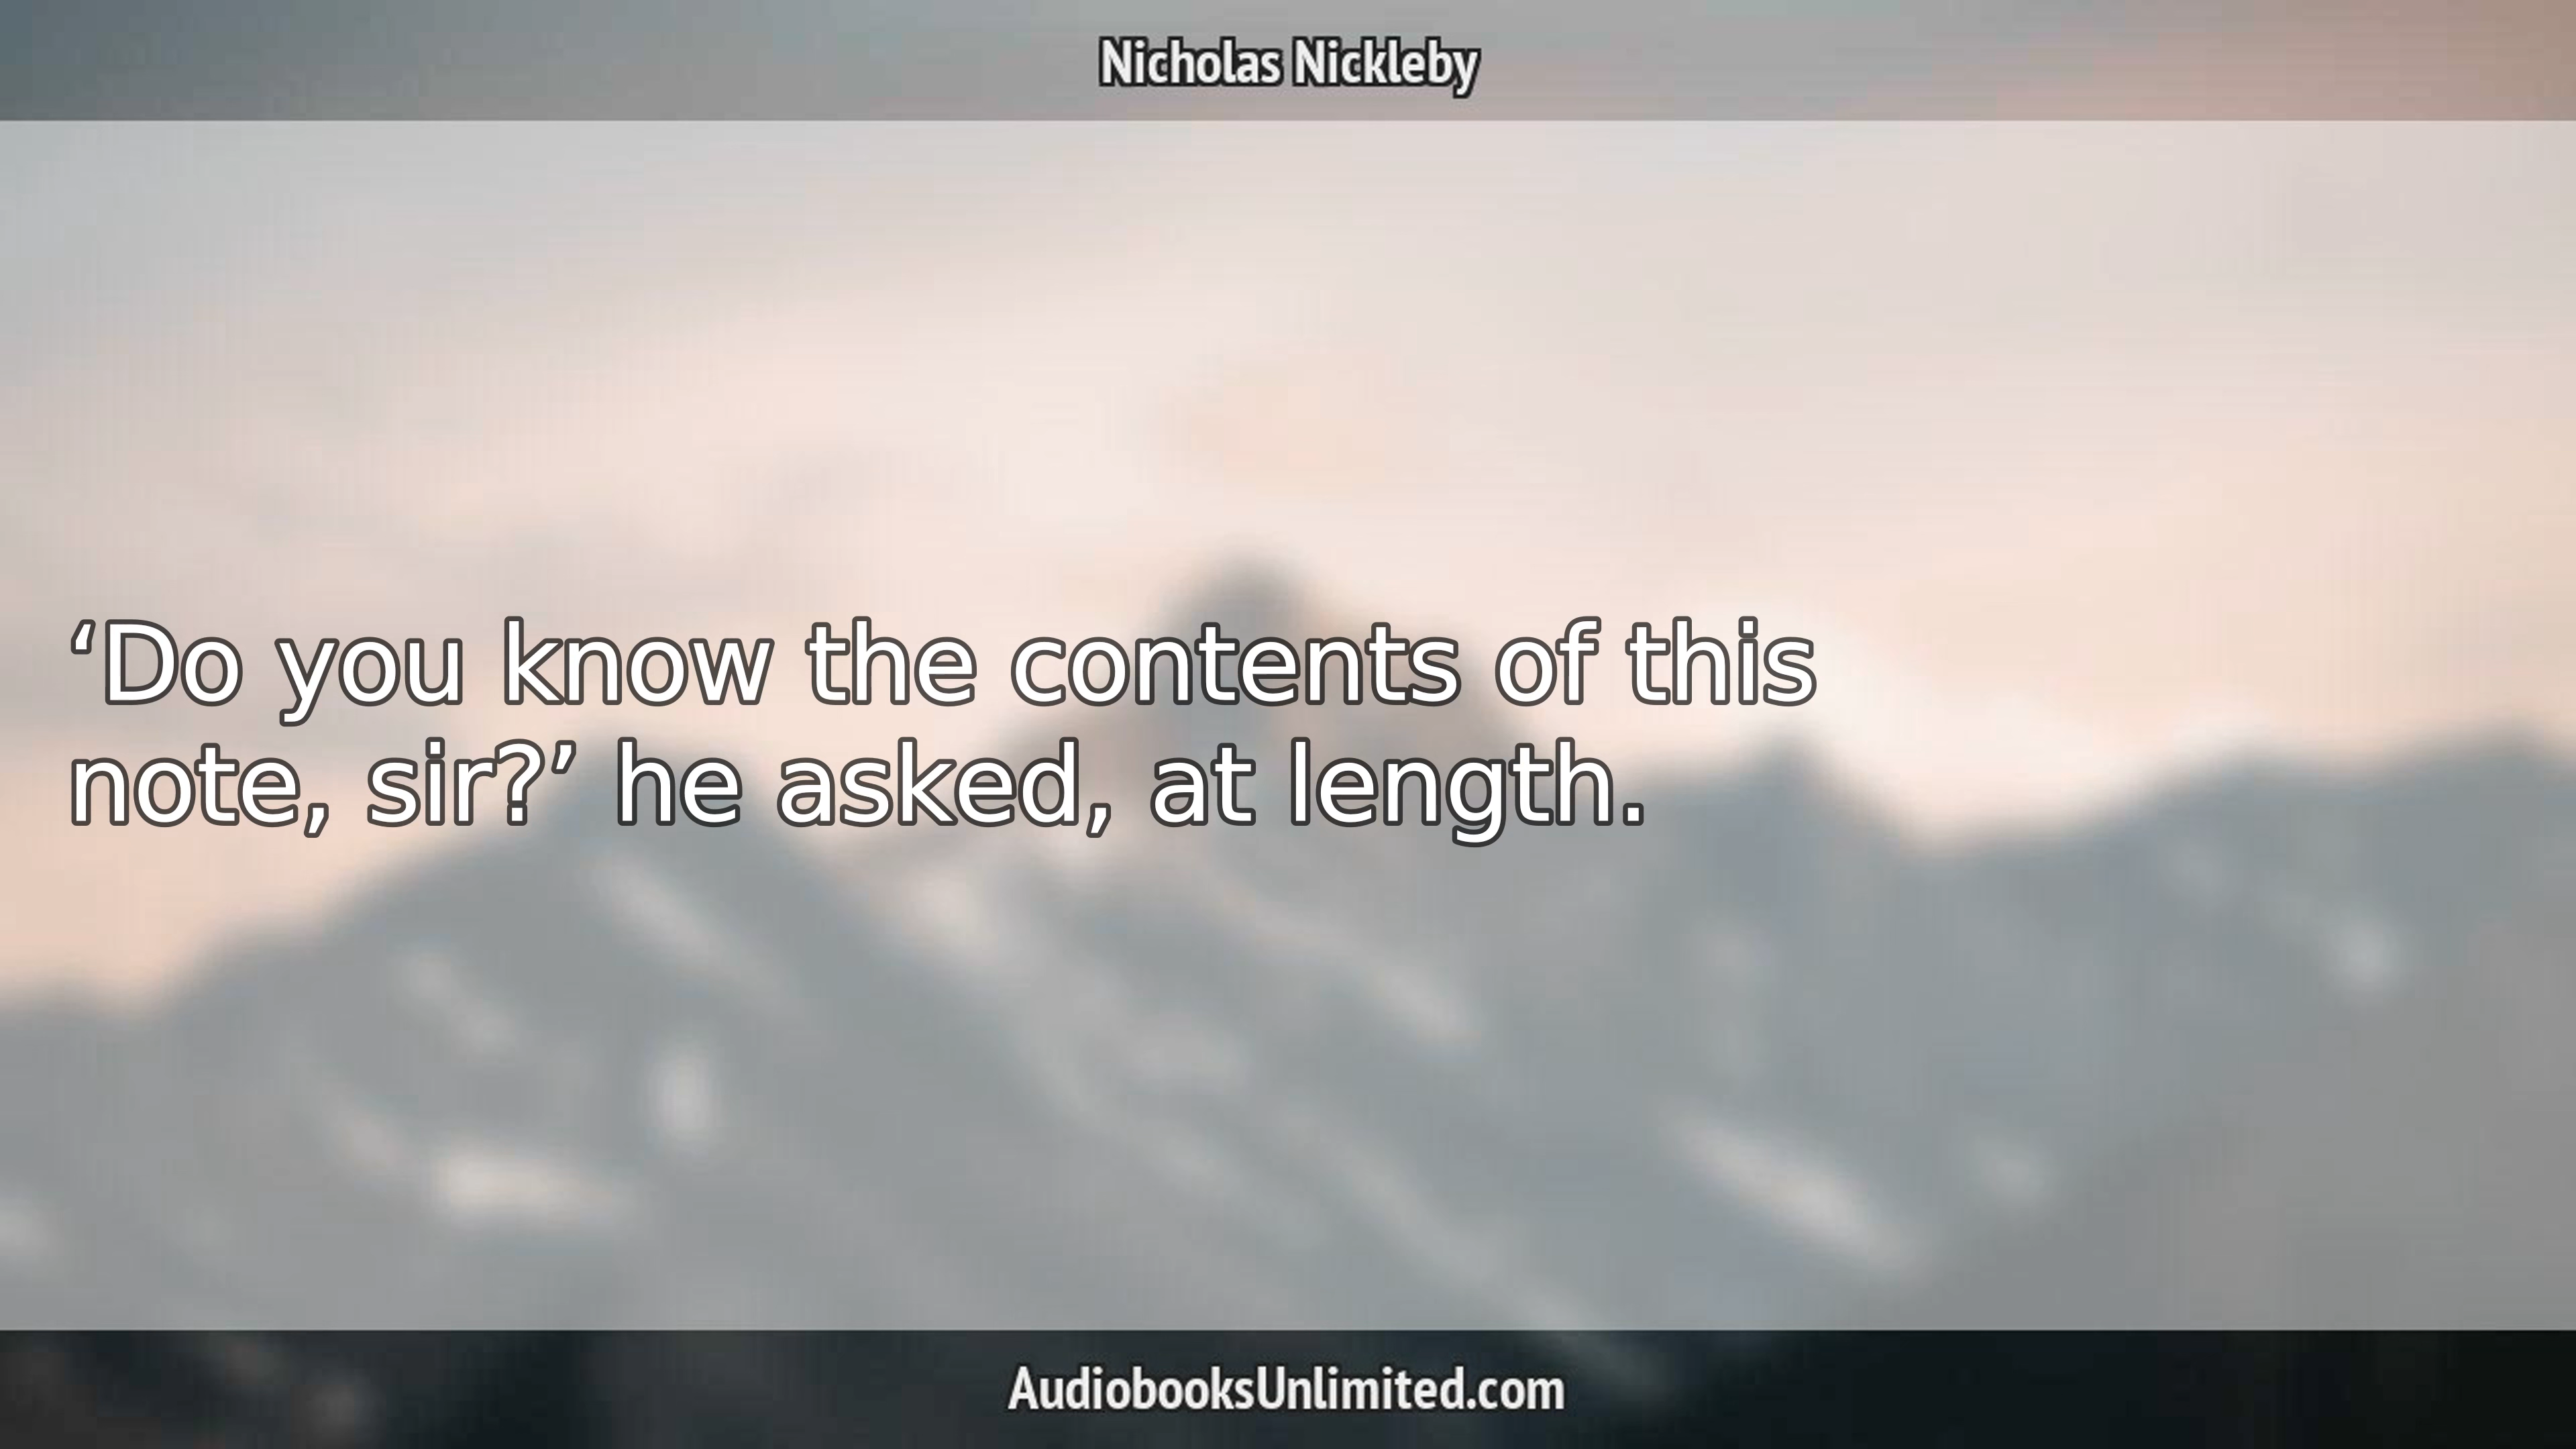 Nicholas Nickleby
‘Do you know the contents of this
note, sir?’ he asked, at length.
AudiobooksUnlimited.com